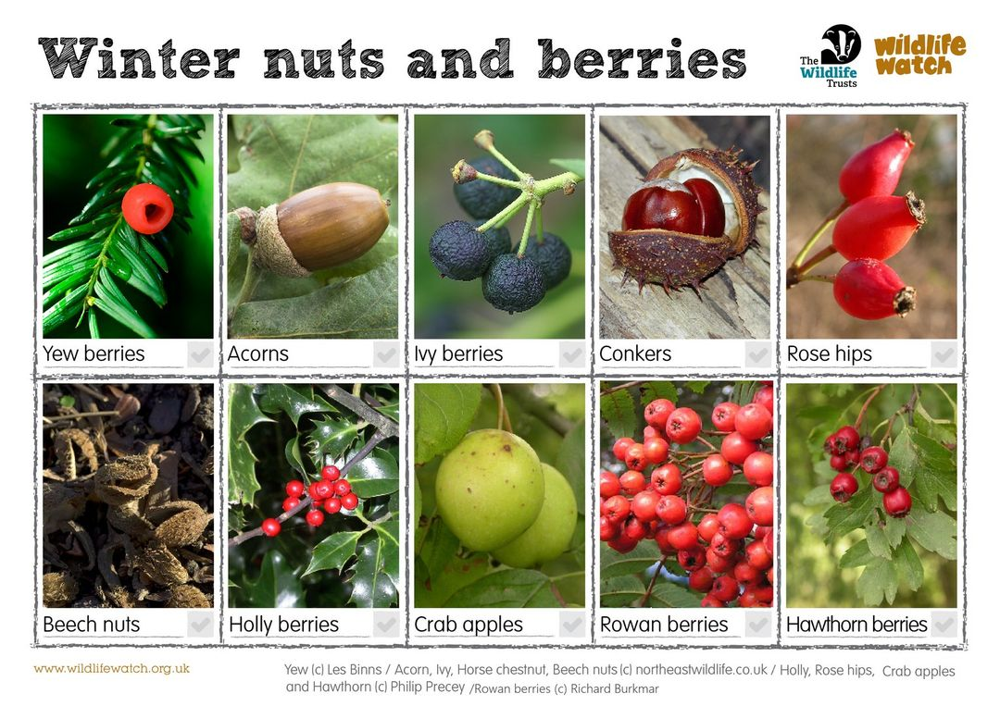 Winter nuts and berries
The
Wildlife
Trusts
wildlife
watch
Yew berries
Acorns
Ivy berries
Conkers
Rose hips
Beech nuts
Holly berries
Crab apples
Rowan berries
Hawthorn berries
www.wildlifewatch.org.uk
Yew (c) Les Binns / Acorn, Ivy, Horse chestnut, Beech nuts (c) northeastwildlife.co.uk / Holly, Rose hips, Crab apples
and Hawthorn (c) Philip Precey /Rowan berries (c) Richard Burkmar